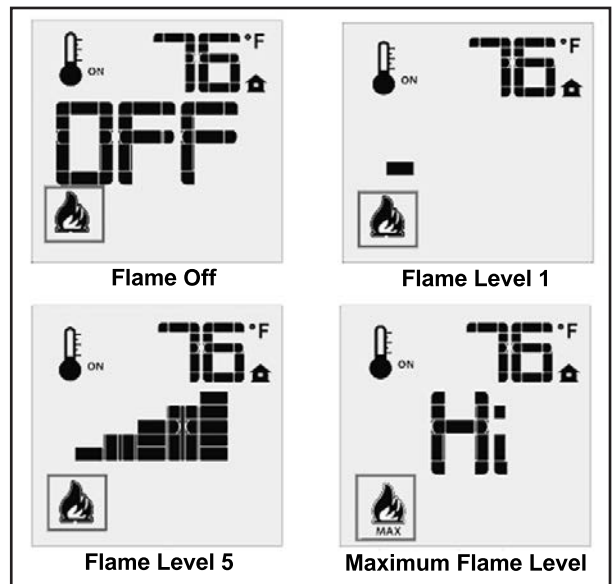 76 °F
ON
OFF
Flame Off
76 °F
ON
Flame Level 1
76 °F
ON
Flame Level 5
76 °F
ON
Hi
MAX
Maximum Flame Level